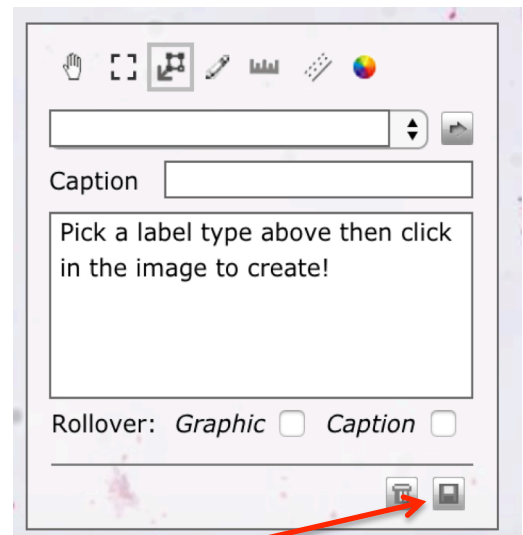 Caption
Pick a label type above then click
in the image to create!
Rollover: Graphic Caption